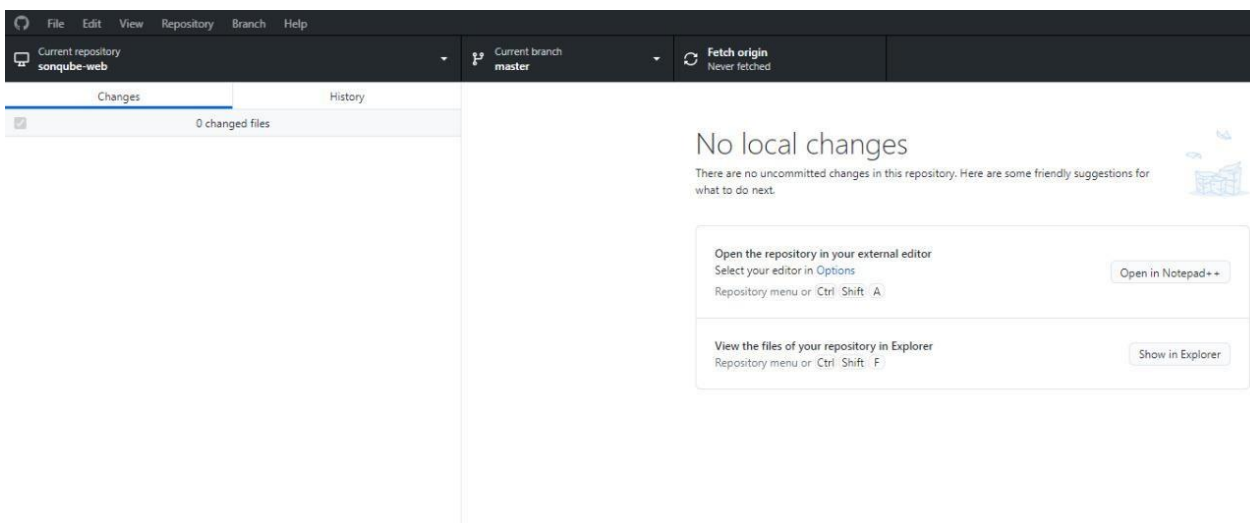 File Edit View Repository Branch Help
Current repository
sonqube-web
Current branch
master
Fetch origin
Never fetched
Changes History
0 changed files
No local changes
There are no uncommitted changes in this repository. Here are some friendly suggestions for
what to do next.
Open the repository in your external editor
Select your editor in Options
Repository menu or Ctrl Shift A
Open in Notepad++
View the files of your repository in Explorer
Repository menu or Ctrl Shift F
Show in Explorer